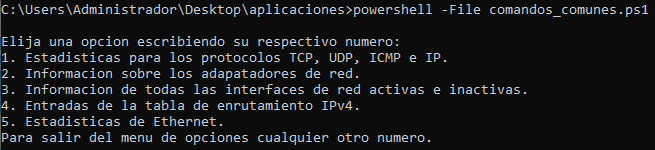 C:\Users\Administrador\Desktop\aplicaciones>powershell -File comandos_comunes.ps1
Elija una opcion escribiendo su respectivo numero:
1. Estadisticas para los protocolos TCP, UDP, ICMP e IP.
2. Informacion sobre los adapatadores de red.
3. Informacion de todas las interfaces de red activas e inactivas.
4. Entradas de la tabla de enrutamiento IPv4.
5. Estadisticas de Ethernet.
Para salir del menu de opciones cualquier otro numero.